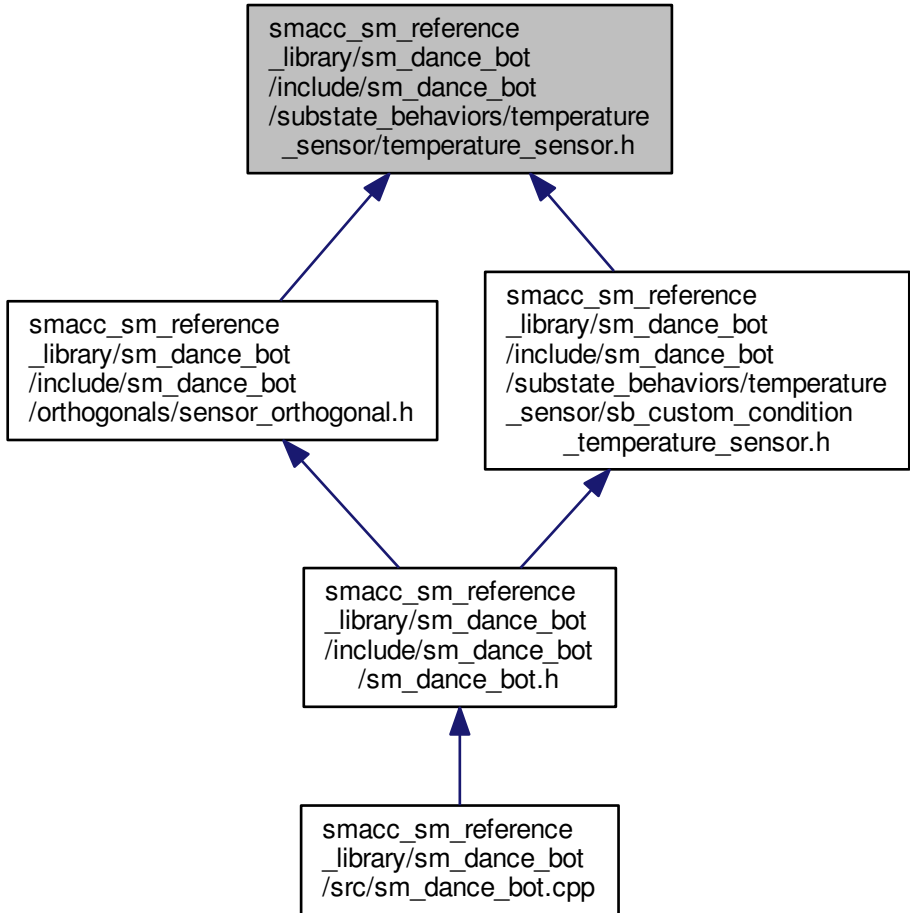 smacc_sm_reference
_library/sm_dance_bot
/include/sm_dance_bot
/substate_behaviors/temperature
_sensor/temperature_sensor.h
smacc_sm_reference
_library/sm_dance_bot
/include/sm_dance_bot
/orthogonals/sensor_orthogonal.h
smacc_sm_reference
_library/sm_dance_bot
/include/sm_dance_bot
/substate_behaviors/temperature
_sensor/sb_custom_condition
_temperature_sensor.h
smacc_sm_reference
_library/sm_dance_bot
/include/sm_dance_bot
/sm_dance_bot.h
smacc_sm_reference
_library/sm_dance_bot
/src/sm_dance_bot.cpp